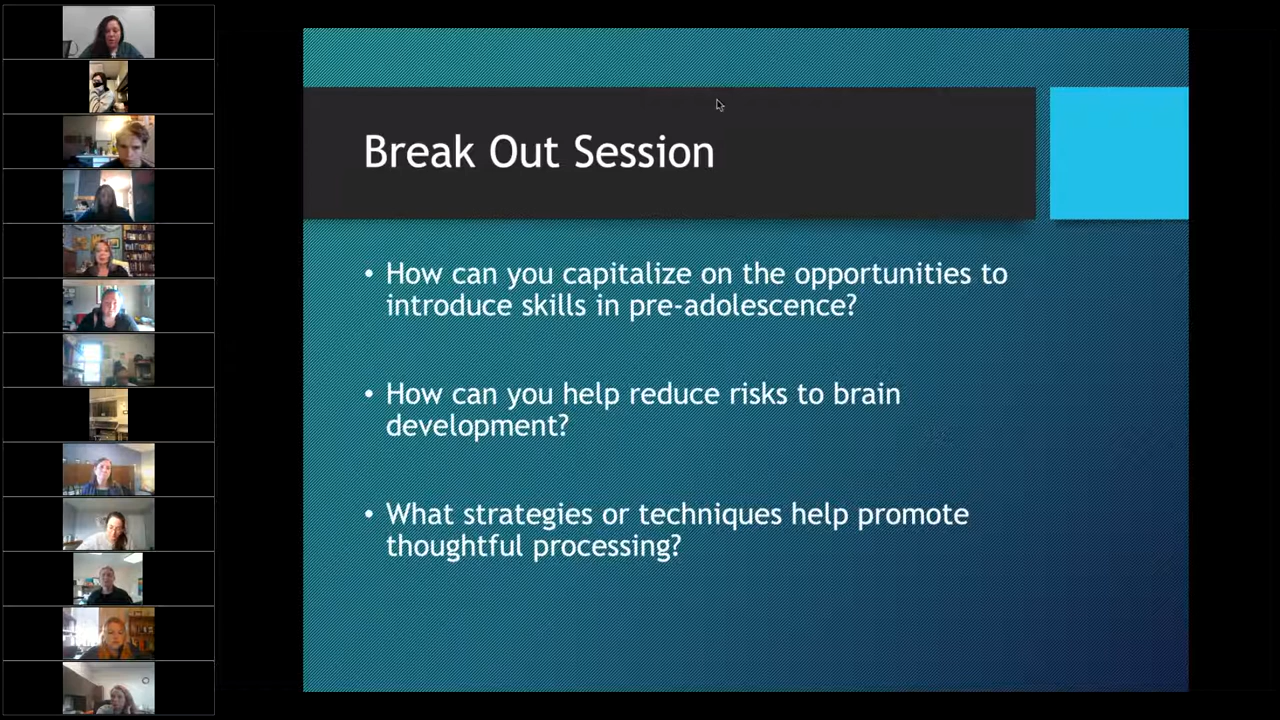 Break Out Session
• How can you capitalize on the opportunities to
introduce skills in pre-adolescence?
• How can you help reduce risks to brain
development?
• What strategies or techniques help promote
thoughtful processing?